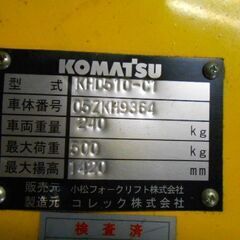 KOMATSU
型式 KHD510-C1
車体番号 05ZKH9364
車両重量 240 kg
最大荷重 500 kg
最大揚高 1420 mm
販売元 小松フォークリフト株式会社
製造元 コレック株式会社
検査済